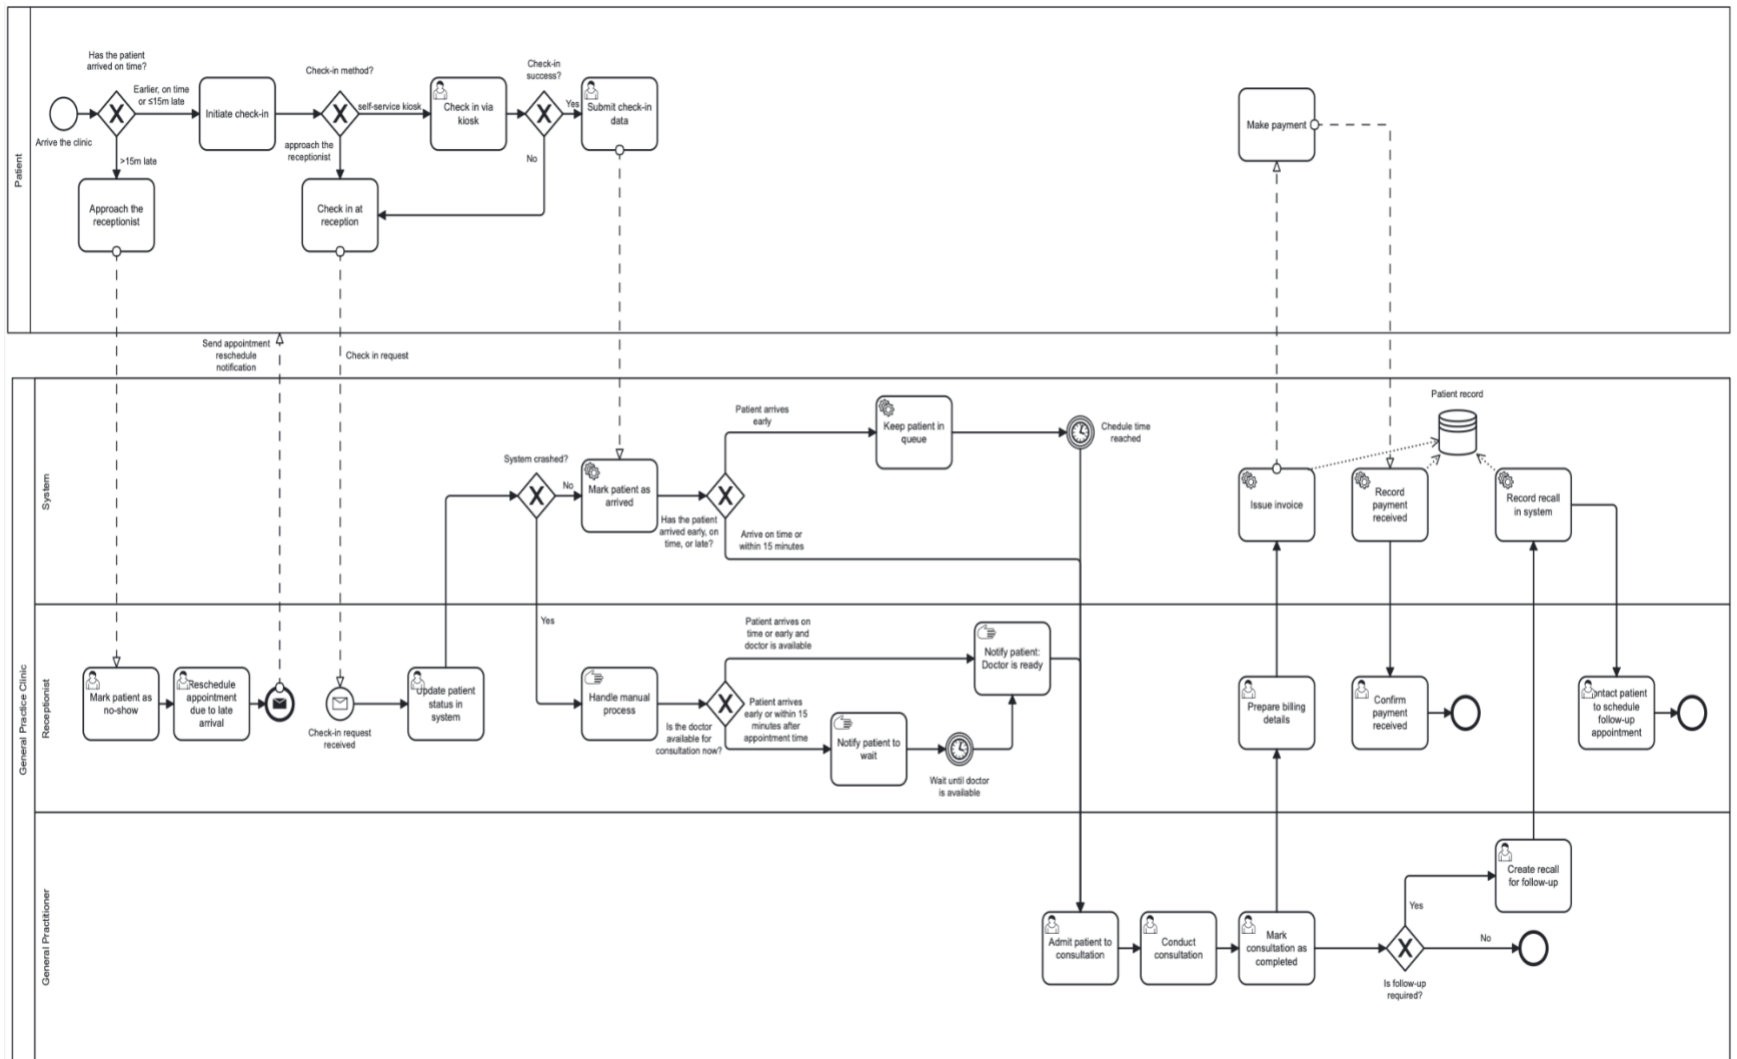 Patient
Has the patient
arrived on time?
Earlier, on time
or ≤15m late
>15m late
Arrive the clinic
Approach the
receptionist
Initiate check-in
Check-in method?
self-service kiosk
approach the
receptionist
Check in at
reception
Check in via
kiosk
Check-in
success?
Yes
No
Submit check-in
data
Make payment
Send appointment
reschedule
notification
Check in request
General Practice Clinic
System
System crashed?
No
Yes
Mark patient as
arrived
Has the patient
arrived early, on
time, or late?
Patient arrives
early
Arrive on time or
within 15 minutes
Keep patient in
queue
Chedule time
reached
Issue invoice
Record
payment
received
Patient record
Record recall
in system
Receptionist
Mark patient as
no-show
Reschedule
appointment
due to late
arrival
Check-in request
received
Update patient
status in
system
Handle manual
process
Is the doctor
available for
consultation now?
Patient arrives on
time or early and
doctor is available
Patient arrives
early or within 15
minutes after
appointment time
Notify patient to
wait
Wait until doctor
is available
Notify patient:
Doctor is ready
Prepare billing
details
Confirm
payment
received
ontact patient
to schedule
follow-up
appointment
General Practitioner
Admit patient to
consultation
Conduct
consultation
Mark
consultation as
completed
Is follow-up
required?
Yes
No
Create recall
for follow-up